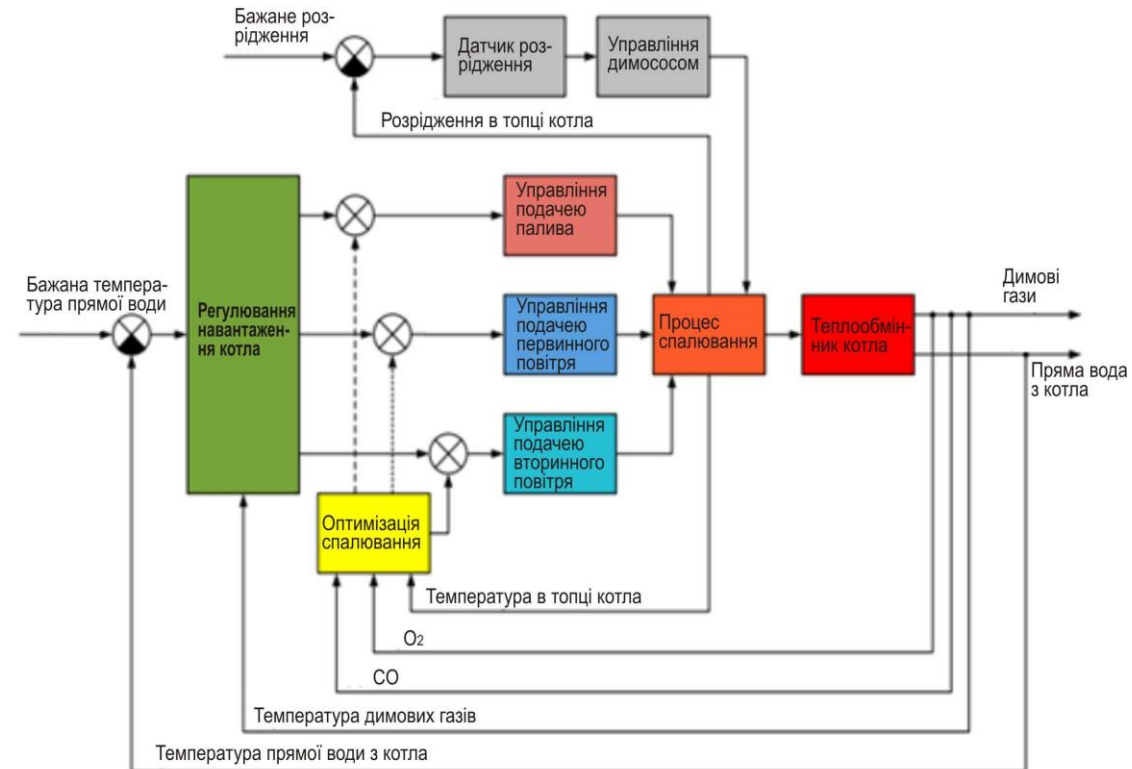 Бажане роз-
рідження
Датчик роз-
рідження
Управління
димососом
Розрідження в топці котла
Управління
подачею
палива
Бажана темпера-
тура прямої води
Регулювання
навантажен-
ня котла
Управління
подачею
первинного
повітря
Процес
спалювання
Теплообмін-
ник котла
Димові
гази
Пряма вода
з котла
Управління
подачею
вторинного
повітря
Оптимізація
спалювання
Температура в топці котла
O2
CO
Температура димових газів
Температура прямої води з котла